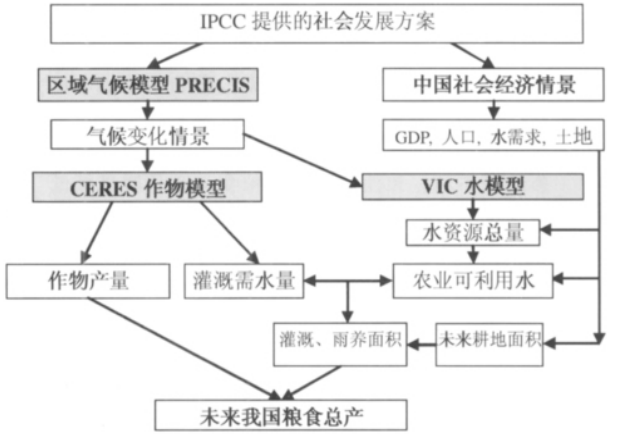 IPCC 提供的社会发展方案
区域气候模型 PRECIS
中国社会经济情景
气候变化情景
GDP, 人口, 水需求, 土地
CERES 作物模型
VIC 水模型
水资源总量
作物产量
灌溉需水量
农业可利用水
灌溉、雨养面积
未来耕地面积
未来我国粮食总产